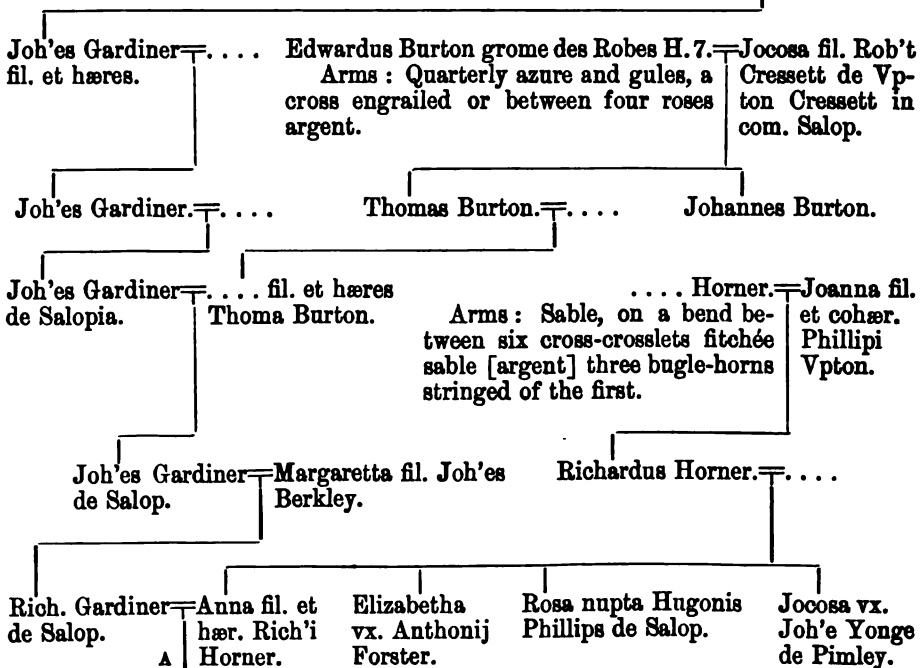 Joh'es Gardiner=. . . .
fil. et hæres.
Edwardus Burton grome des Robes H. 7.=Jocosa fil. Rob't
Arms : Quarterly azure and gules, a
cross engrailed or between four roses
argent.
Cressett de Vp-
ton Cressett in
com. Salop.
Joh'es Gardiner.=. . . .
Thomas Burton.=. . . .
Johannes Burton.
Joh'es Gardiner=. . . . fil. et hæres
de Salopia.
Thoma Burton.
. . . . Horner.=Joanna fil.
Arms : Sable, on a bend be-
tween six cross-crosslets fitchée
sable [argent] three bugle-horns
stringed of the first.
et cohær.
Phillipi
Vpton.
Joh'es Gardiner=Margaretta fil. Joh'es
de Salop.
Berkley.
Richardus Horner.=. . . .
Rich. Gardiner=Anna fil. et
de Salop.
hær. Rich'i
Horner.
A
Elizabetha
vx. Anthonij
Forster.
Rosa nupta Hugonis
Phillips de Salop.
Jocosa vx.
Joh'e Yonge
de Pimley.